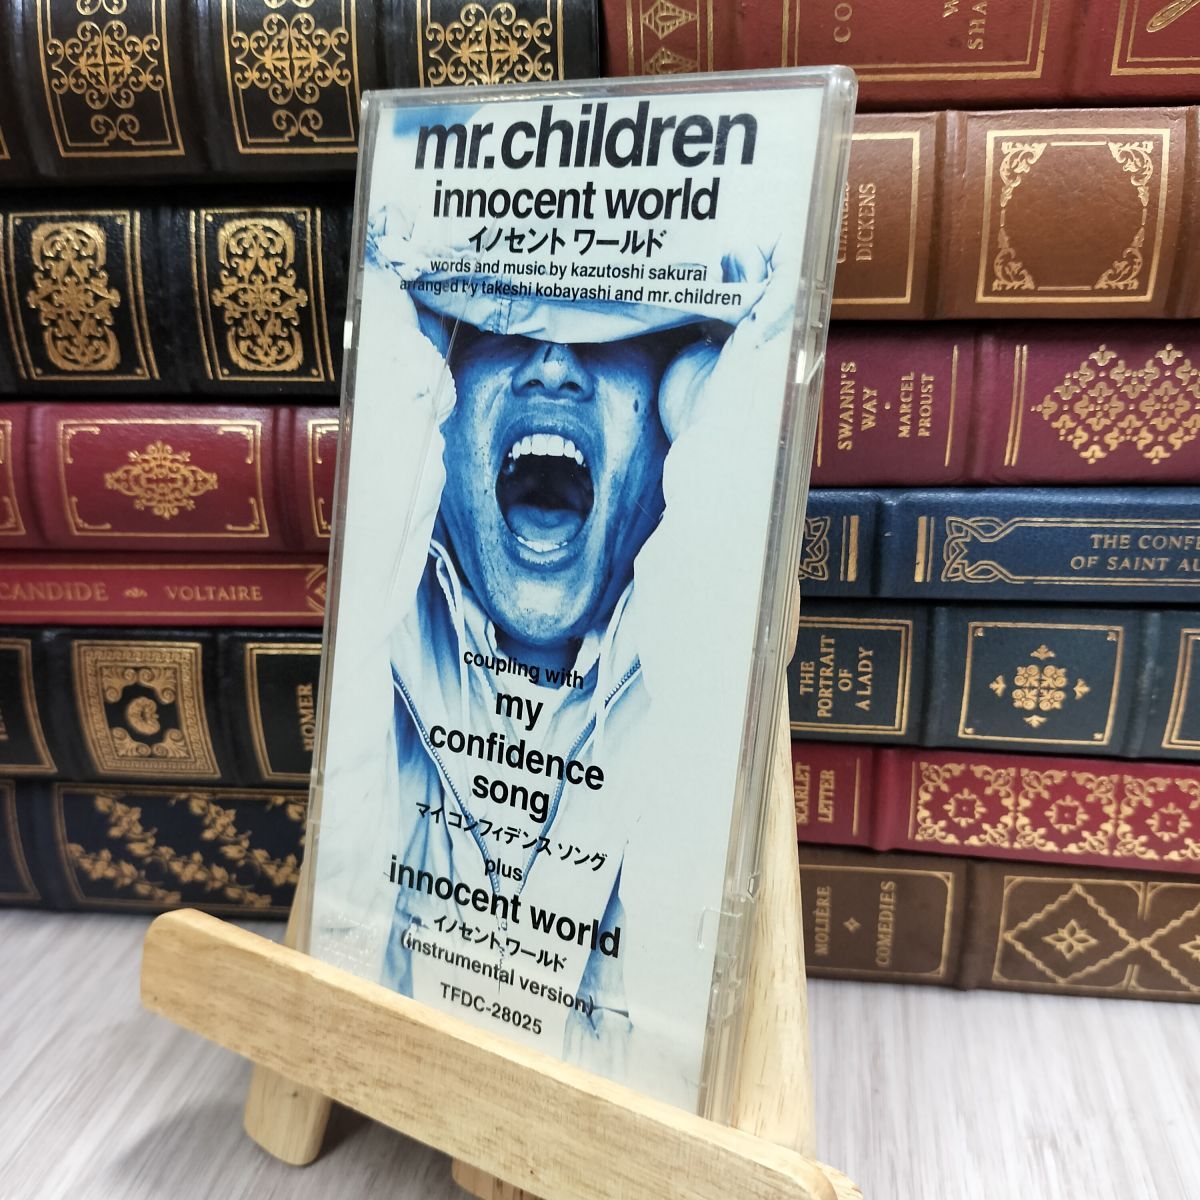 mr.children
innocent world
イノセント ワールド
words and music by kazutoshi sakurai
arranged by takeshi kobayashi and mr.children
coupling with
my
confidence
song
マイ コンフィデンス ソング
plus
innocent world
イノセント ワールド
(instrumental version)
TFDC-28025
CANDIDE
VOLTAIRE
HOMER
CHARLES
DICKENS
SWANN'S
WAY
MARCEL
PROUST
THE CONFE
OF SAINT AU
THE
PORTRAIT
OF
A LADY
SCARLET
LETTER
MOLIÈRE
COMEDIES